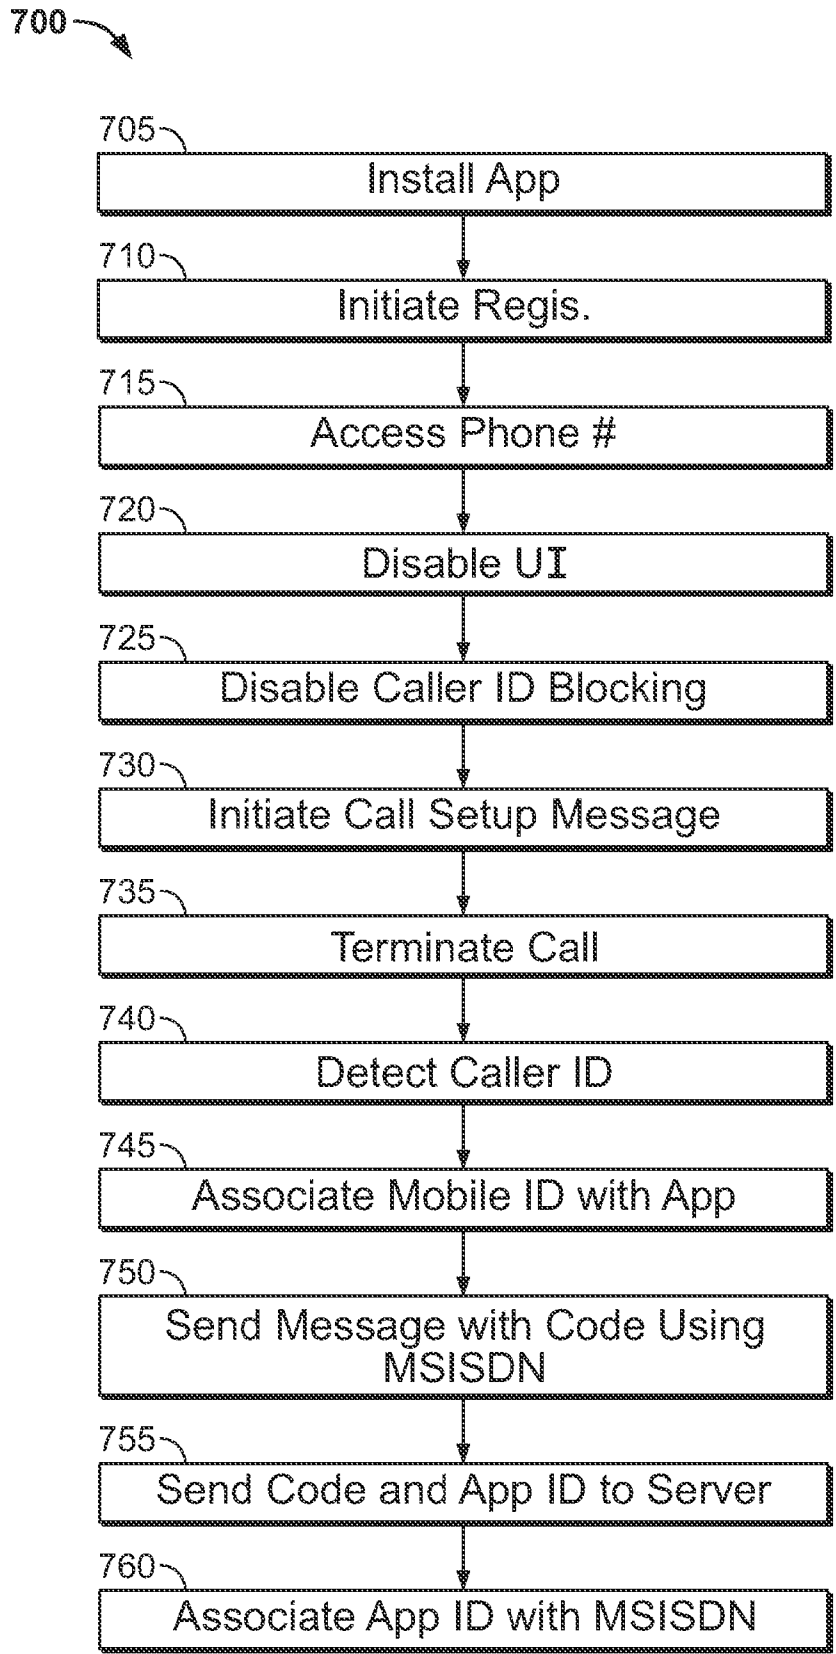 700
705
Install App
710
Initiate Regis.
715
Access Phone #
720
Disable UI
725
Disable Caller ID Blocking
730
Initiate Call Setup Message
735
Terminate Call
740
Detect Caller ID
745
Associate Mobile ID with App
750
Send Message with Code Using
MSISDN
755
Send Code and App ID to Server
760
Associate App ID with MSISDN